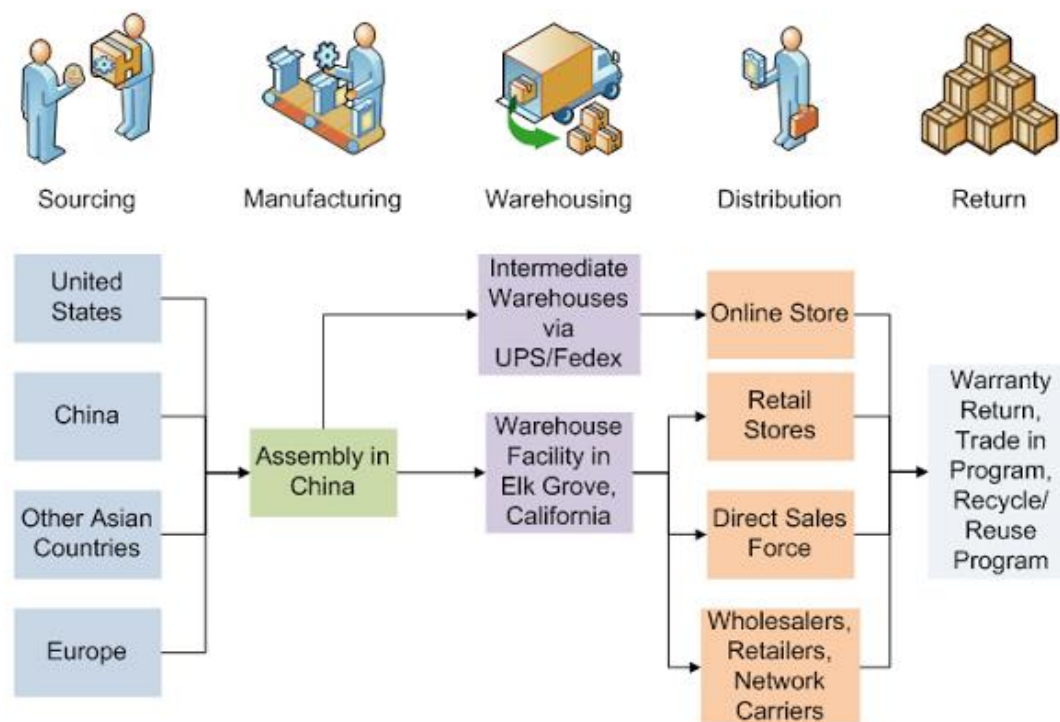 Sourcing
Manufacturing
Warehousing
Distribution
Return
United
States
China
Other Asian
Countries
Europe
Assembly in
China
Intermediate
Warehouses
via
UPS/Fedex
Warehouse
Facility in
Elk Grove,
California
Online Store
Retail
Stores
Direct Sales
Force
Wholesalers,
Retailers,
Network
Carriers
Warranty
Return,
Trade in
Program,
Recycle/
Reuse
Program